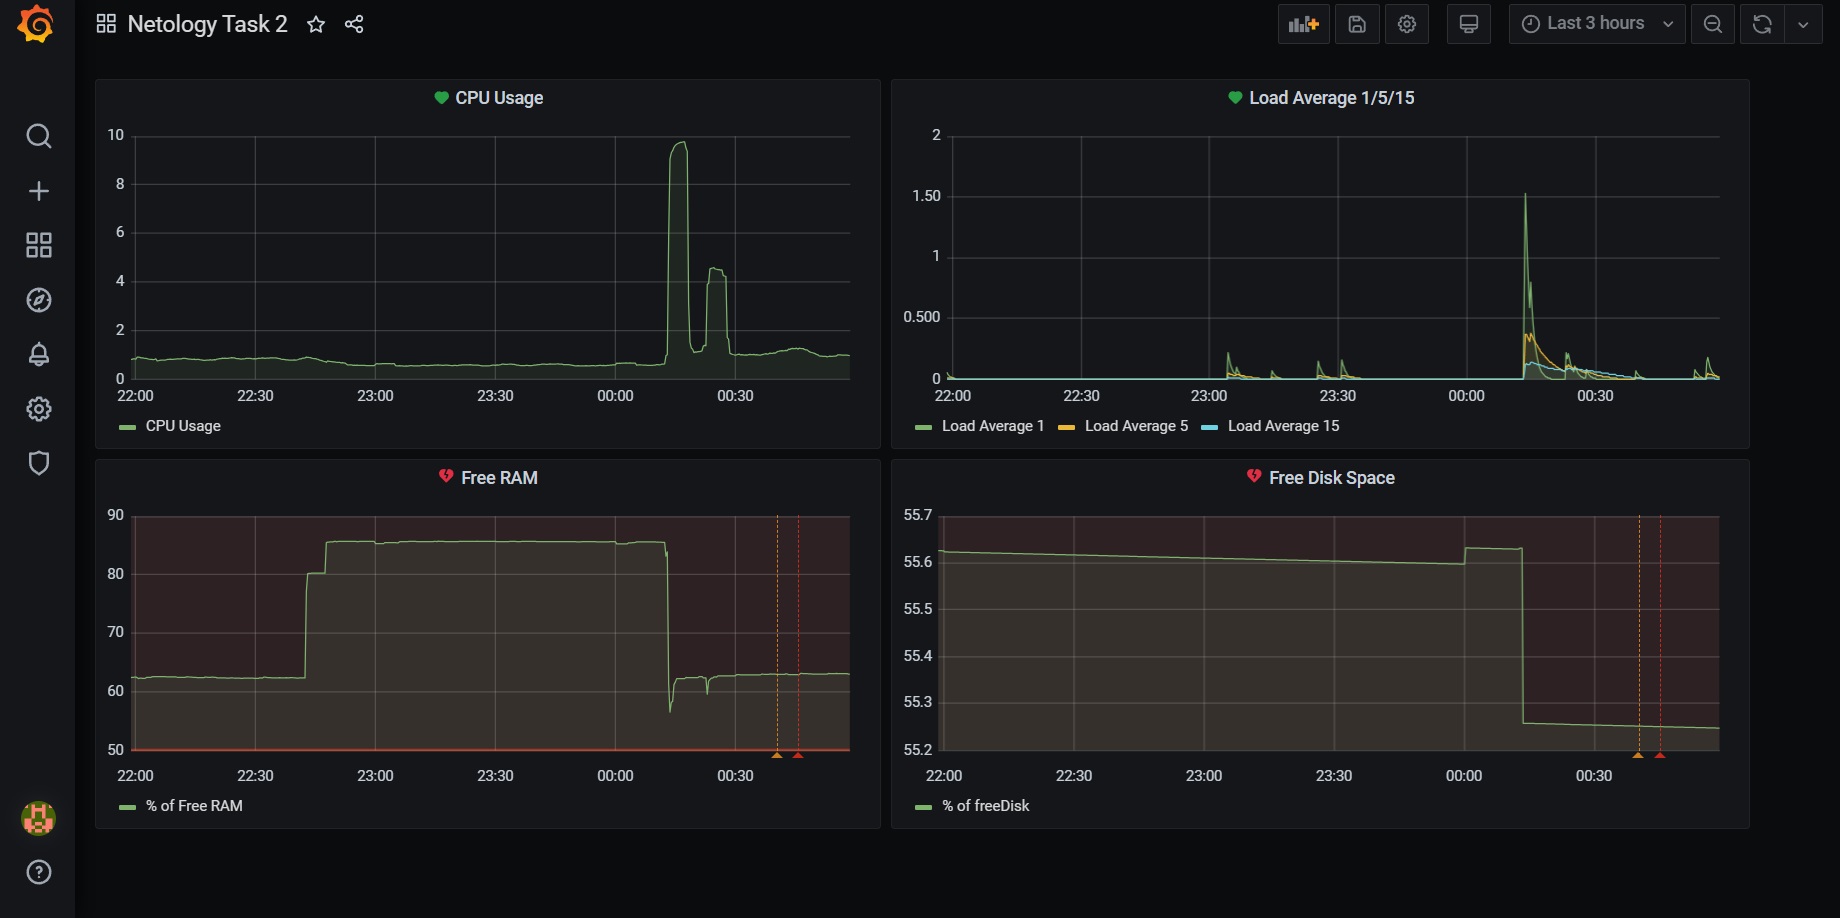 Netology Task 2
Last 3 hours
CPU Usage
10
8
6
4
2
0
22:00 22:30 23:00 23:30 00:00 00:30
CPU Usage
Load Average 1/5/15
2
1.50
1
0.500
0
22:00 22:30 23:00 23:30 00:00 00:30
Load Average 1 Load Average 5 Load Average 15
Free RAM
90
80
70
60
50
22:00 22:30 23:00 23:30 00:00 00:30
% of Free RAM
Free Disk Space
55.7
55.6
55.5
55.4
55.3
55.2
22:00 22:30 23:00 23:30 00:00 00:30
% of freeDisk